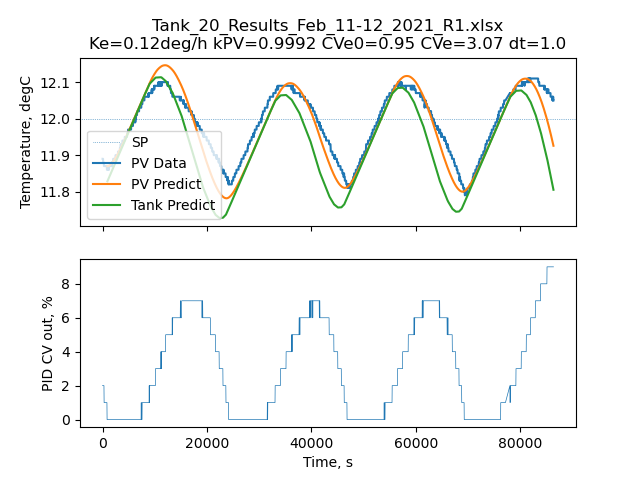 Tank_20_Results_Feb_11-12_2021_R1.xlsx
Ke=0.12deg/h kPV=0.9992 CVe0=0.95 CVe=3.07 dt=1.0
Temperature, degC
12.1
12.0
11.9
11.8
SP
PV Data
PV Predict
Tank Predict
PID CV out, %
8
6
4
2
0
0 20000 40000 60000 80000
Time, s